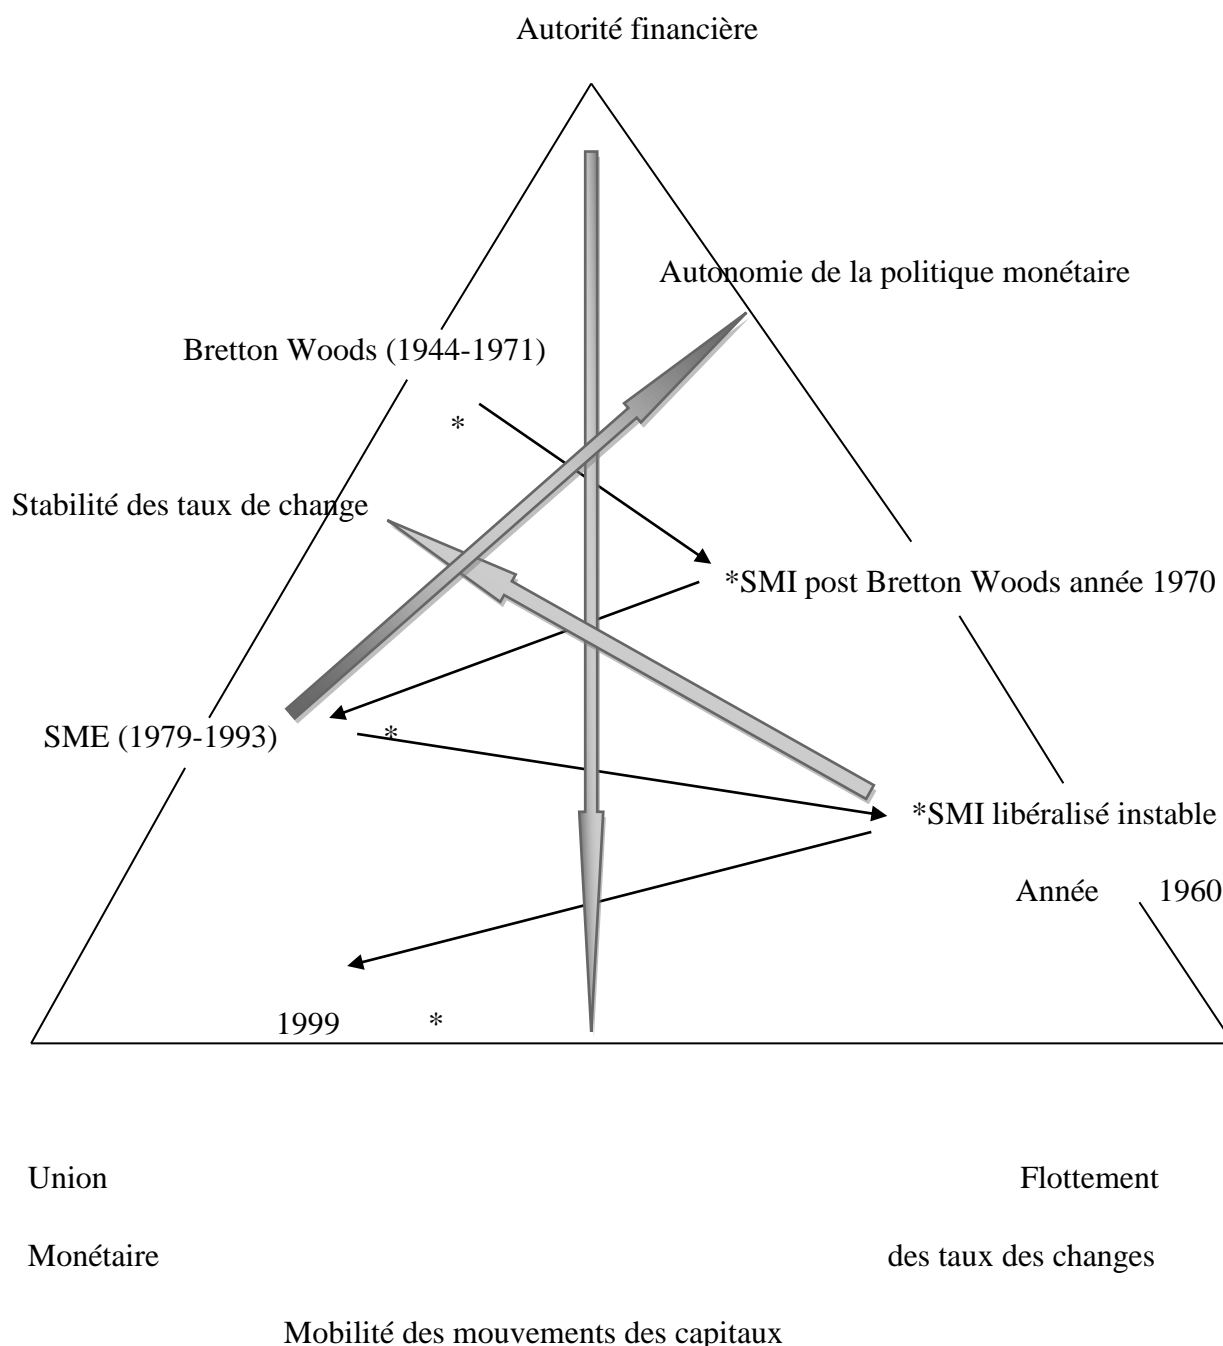 Autorité financière
Autonomie de la politique monétaire
Bretton Woods (1944-1971)
*
Stabilité des taux de change
*SMI post Bretton Woods année 1970
SME (1979-1993) *
*SMI libéralisé instable
Année 1960
1999 *
Union Flottement
Monétaire des taux des changes
Mobilité des mouvements des capitaux